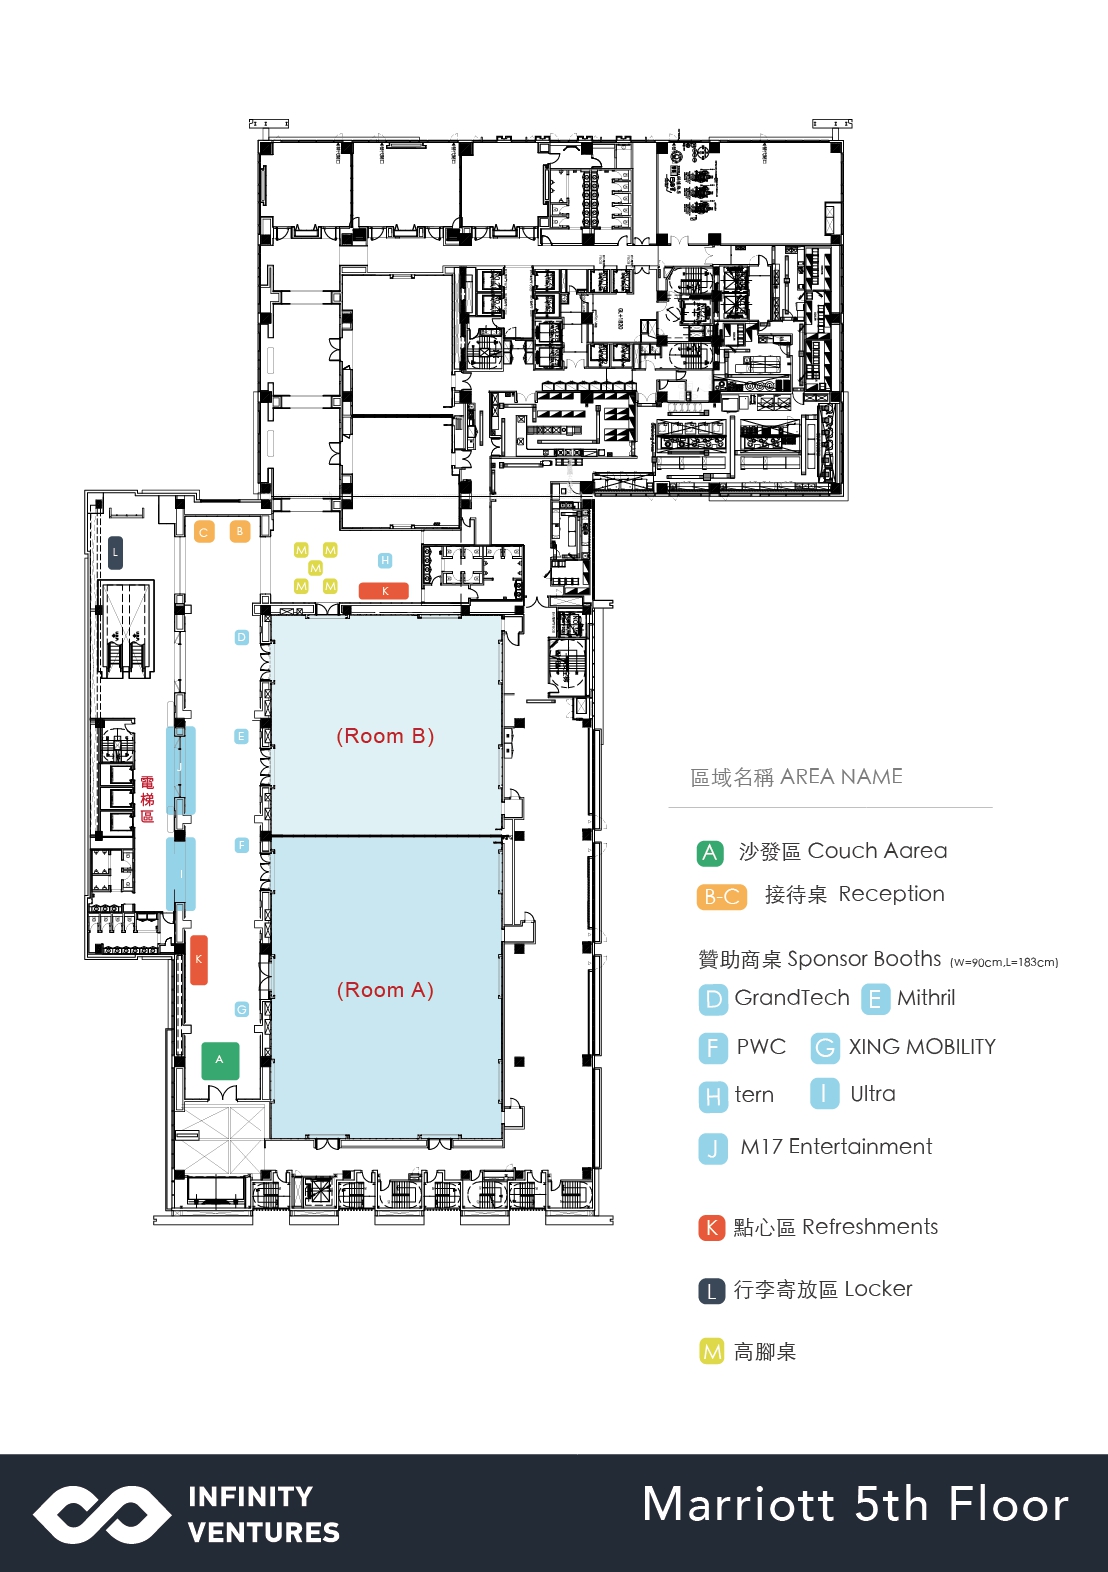 C
B
L
M
M
M
M
M
H
K
D
(Room B)
E
J
電
梯
區
F
I
(Room A)
K
G
A
區域名稱 AREA NAME
A 沙發區 Couch Aarea
B-C 接待桌 Reception
贊助商桌 Sponsor Booths (W=90cm,L=183cm)
D GrandTech E Mithril
F PWC G XING MOBILITY
H tern I Ultra
J M17 Entertainment
K 點心區 Refreshments
L 行李寄放區 Locker
M 高腳桌
INFINITY
VENTURES
Marriott 5th Floor